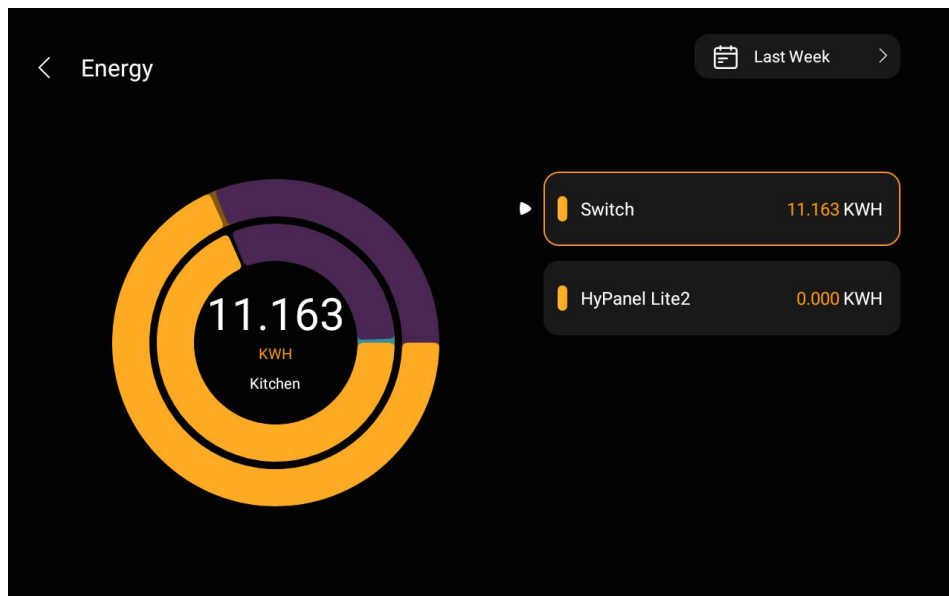 Energy
Last Week
11.163
KWH
Kitchen
Switch 11.163 KWH
HyPanel Lite2 0.000 KWH